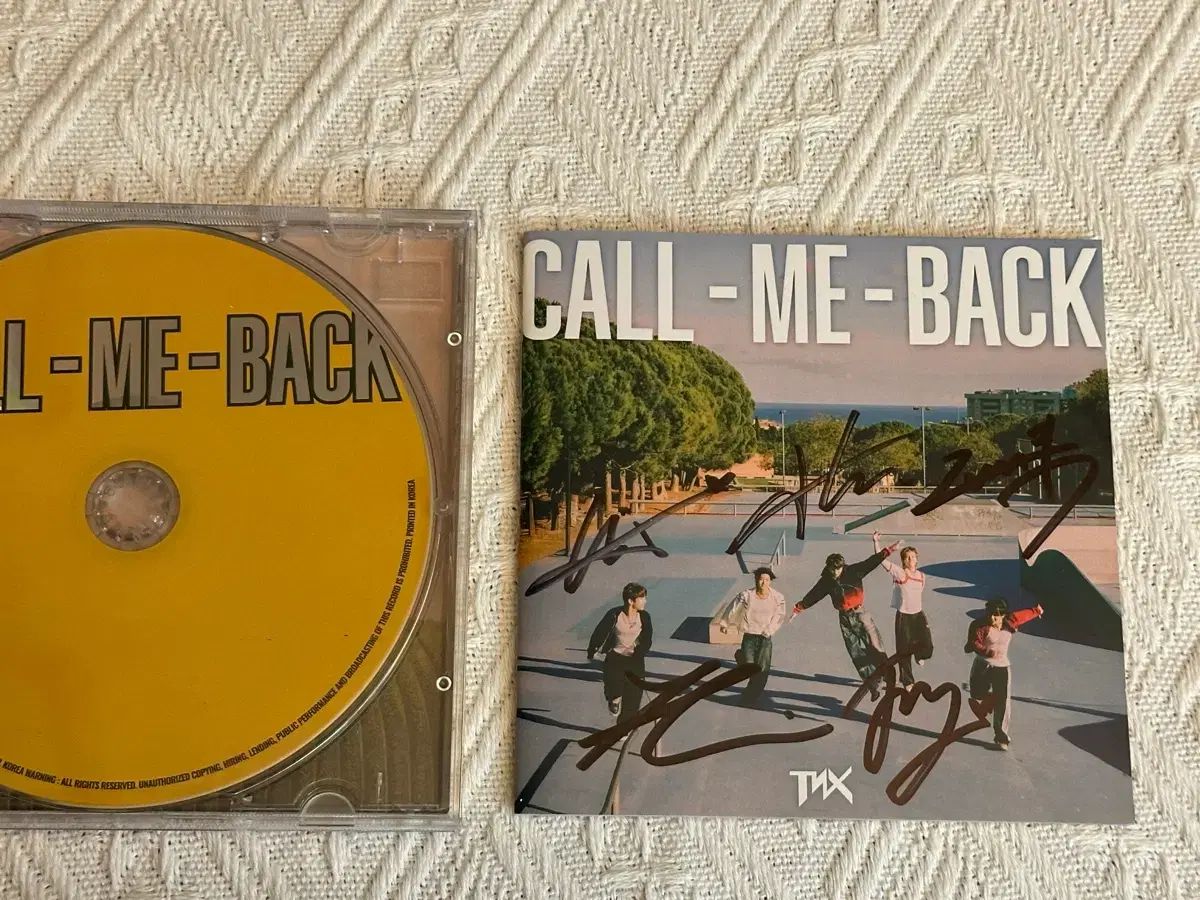 LL-ME-BACK
KOREA WARNING : ALL RIGHTS RESERVED. UNAUTHORIZED COPYING, HIRING, LENDING, PUBLIC PERFORMANCE AND BROADCASTING OF THIS RECORD IS PROHIBITED. PRINTED IN KOREA
CALL-ME-BACK
TNX